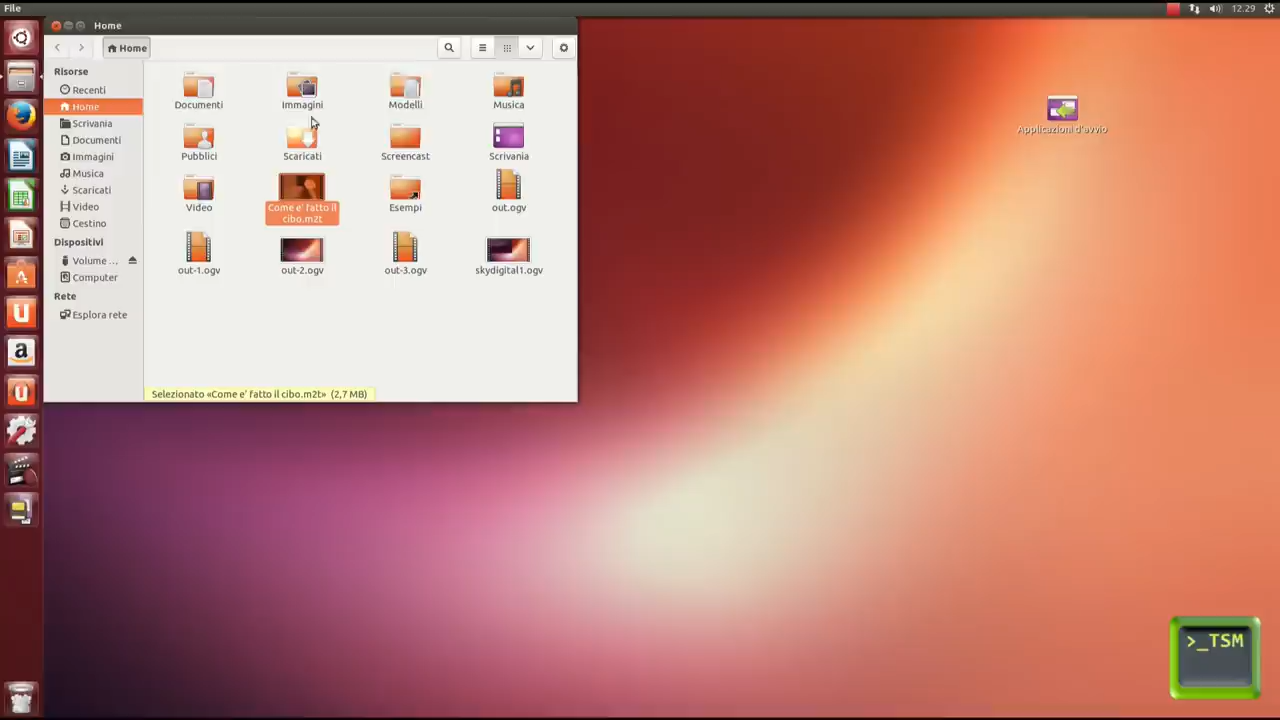 File
12.29
Home
Home
Risorse
Recenti
Home
Scrivania
Documenti
Immagini
Musica
Scaricati
Video
Cestino
Dispositivi
Volume ...
Computer
Rete
Esplora rete
Documenti
Immagini
Modelli
Musica
Pubblici
Scaricati
Screencast
Scrivania
Video
Come e' fatto il
cibo.m2t
Esempi
out.ogv
out-1.ogv
out-2.ogv
out-3.ogv
skydigital1.ogv
Selezionato «Come e' fatto il cibo.m2t» (2,7 MB)
Applicazioni d'avvio
>_TSM